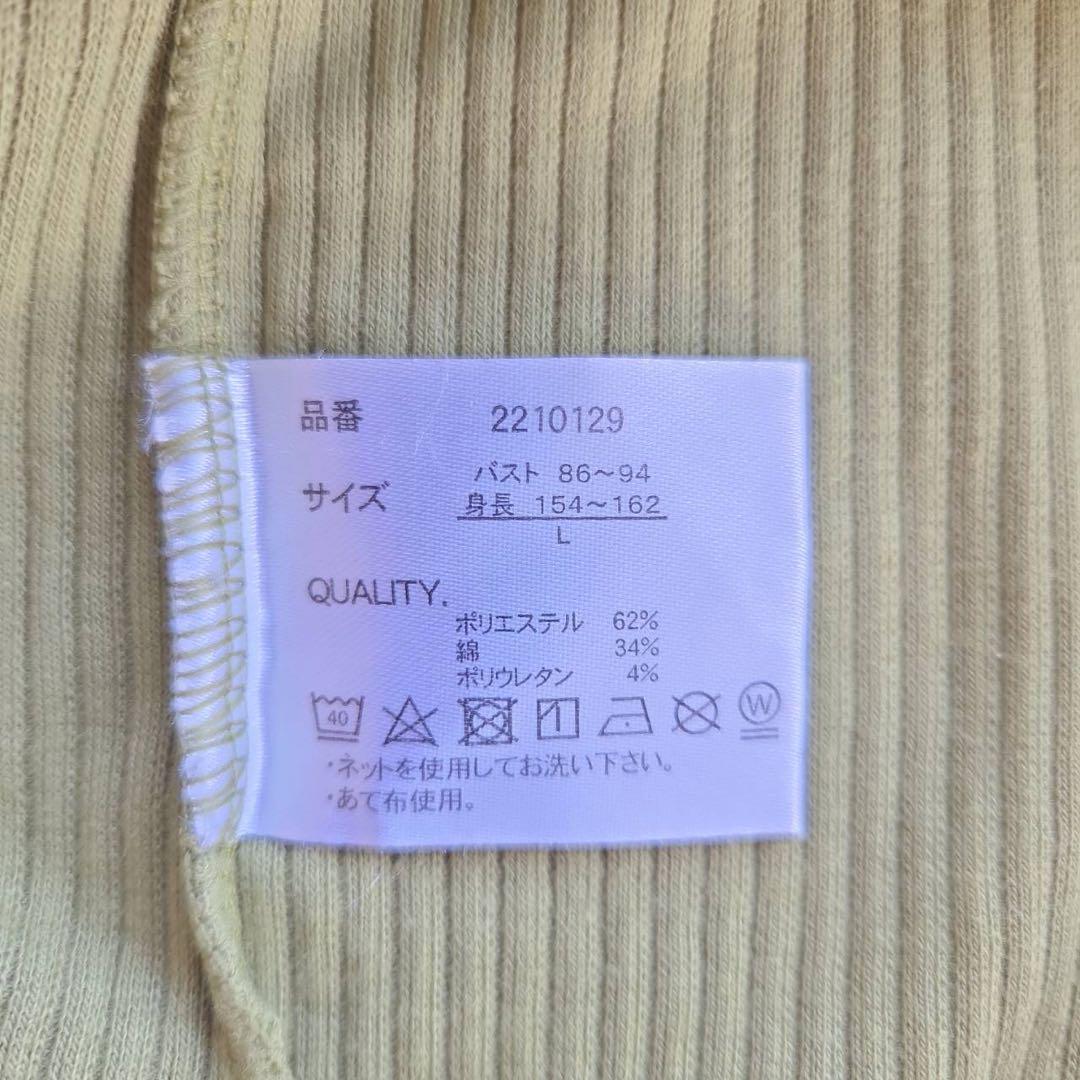 品番 2210129
サイズ バスト 86～94
身長 154～162
L
QUALITY.
ポリエステル 62%
綿 34%
ポリウレタン 4%
40 W
・ネットを使用してお洗い下さい。
・あて布使用。